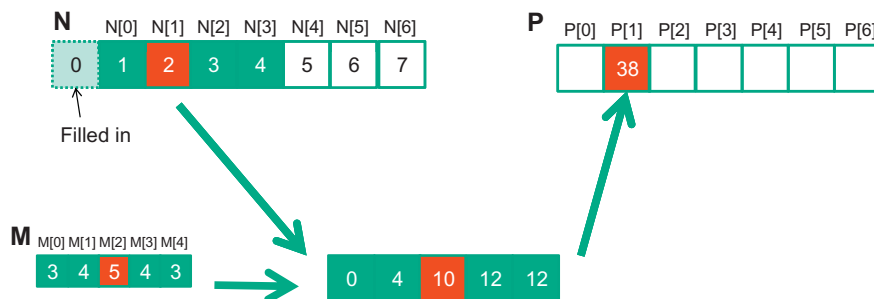 N N[0] N[1] N[2] N[3] N[4] N[5] N[6]
0 1 2 3 4 5 6 7
Filled in
P P[0] P[1] P[2] P[3] P[4] P[5] P[6]
38
M M[0] M[1] M[2] M[3] M[4]
3 4 5 4 3
0 4 10 12 12